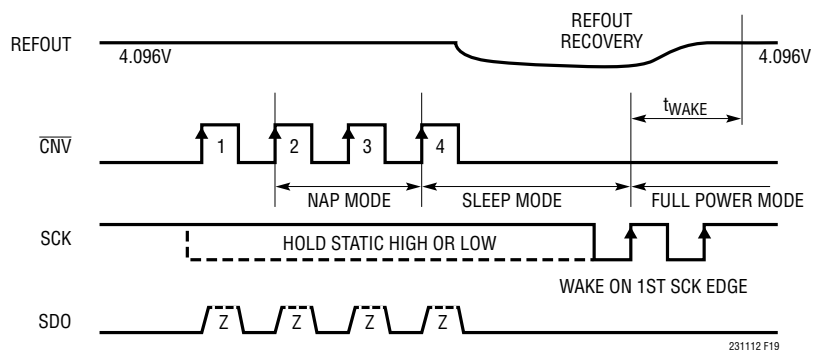 REFOUT
RECOVERY
REFOUT
4.096V
4.096V
tWAKE
CNV
1
2
3
4
NAP MODE
SLEEP MODE
FULL POWER MODE
SCK
HOLD STATIC HIGH OR LOW
WAKE ON 1ST SCK EDGE
SDO
Z
Z
Z
Z
231112 F19